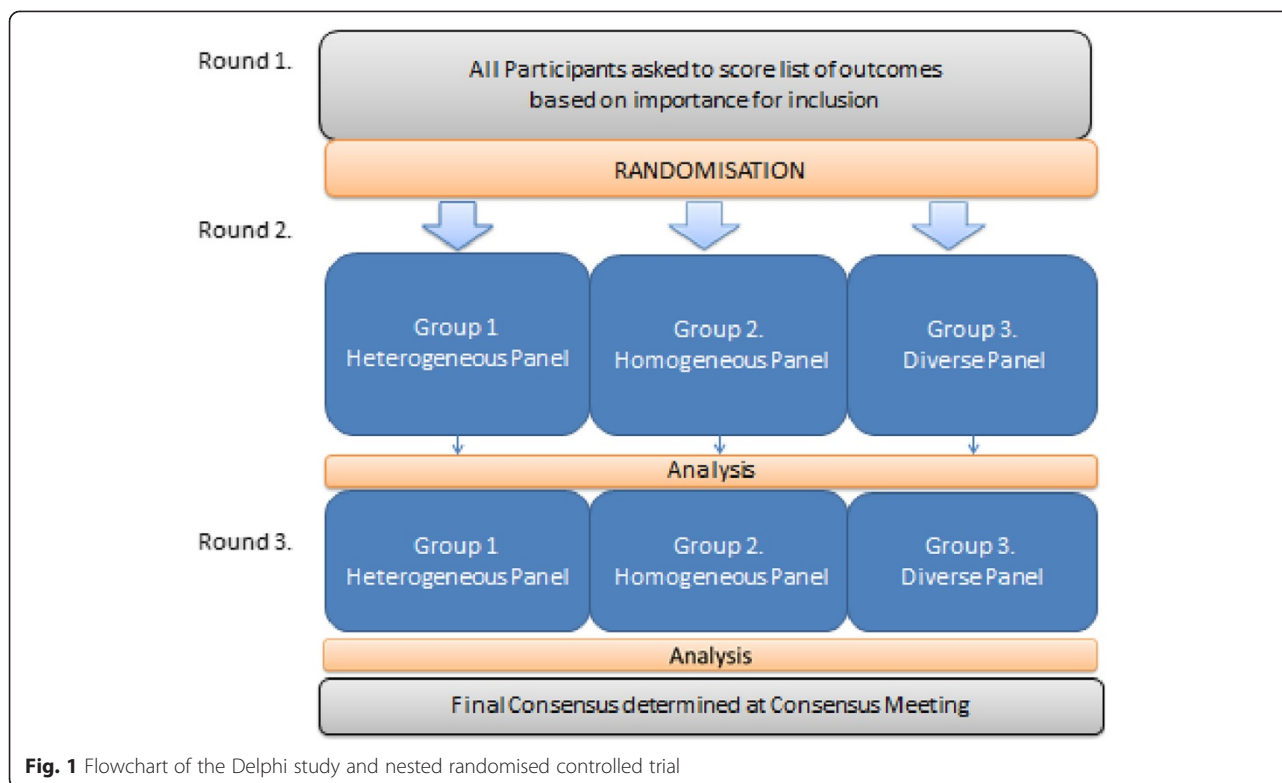 Round 1.
All Participants asked to score list of outcomes
based on importance for inclusion
RANDOMISATION
Round 2.
Group 1
Heterogeneous Panel
Group 2.
Homogeneous Panel
Group 3.
Diverse Panel
Analysis
Round 3.
Group 1
Heterogeneous Panel
Group 2.
Homogeneous Panel
Group 3.
Diverse Panel
Analysis
Final Consensus determined at Consensus Meeting
Fig. 1 Flowchart of the Delphi study and nested randomised controlled trial